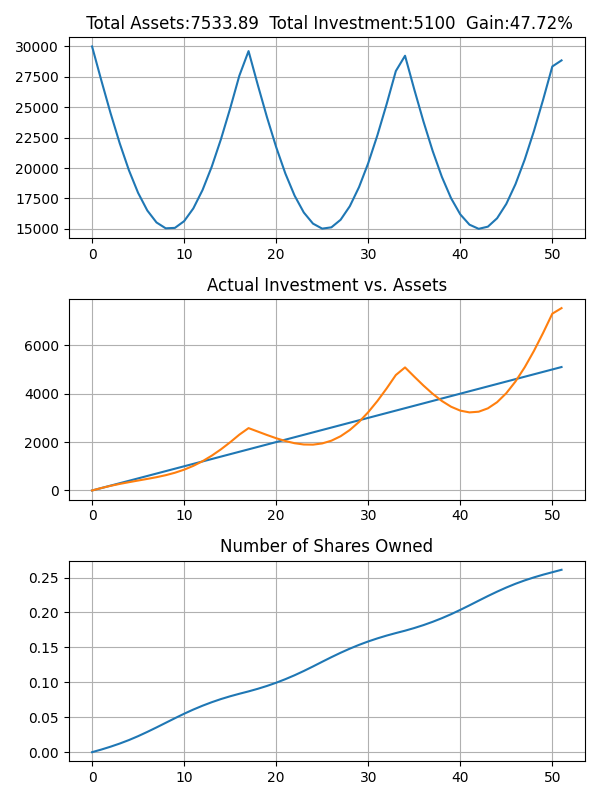 Total Assets:7533.89  Total Investment:5100  Gain:47.72%
30000
27500
25000
22500
20000
17500
15000
0 10 20 30 40 50
Actual Investment vs. Assets
6000
4000
2000
0
0 10 20 30 40 50
Number of Shares Owned
0.25
0.20
0.15
0.10
0.05
0.00
0 10 20 30 40 50